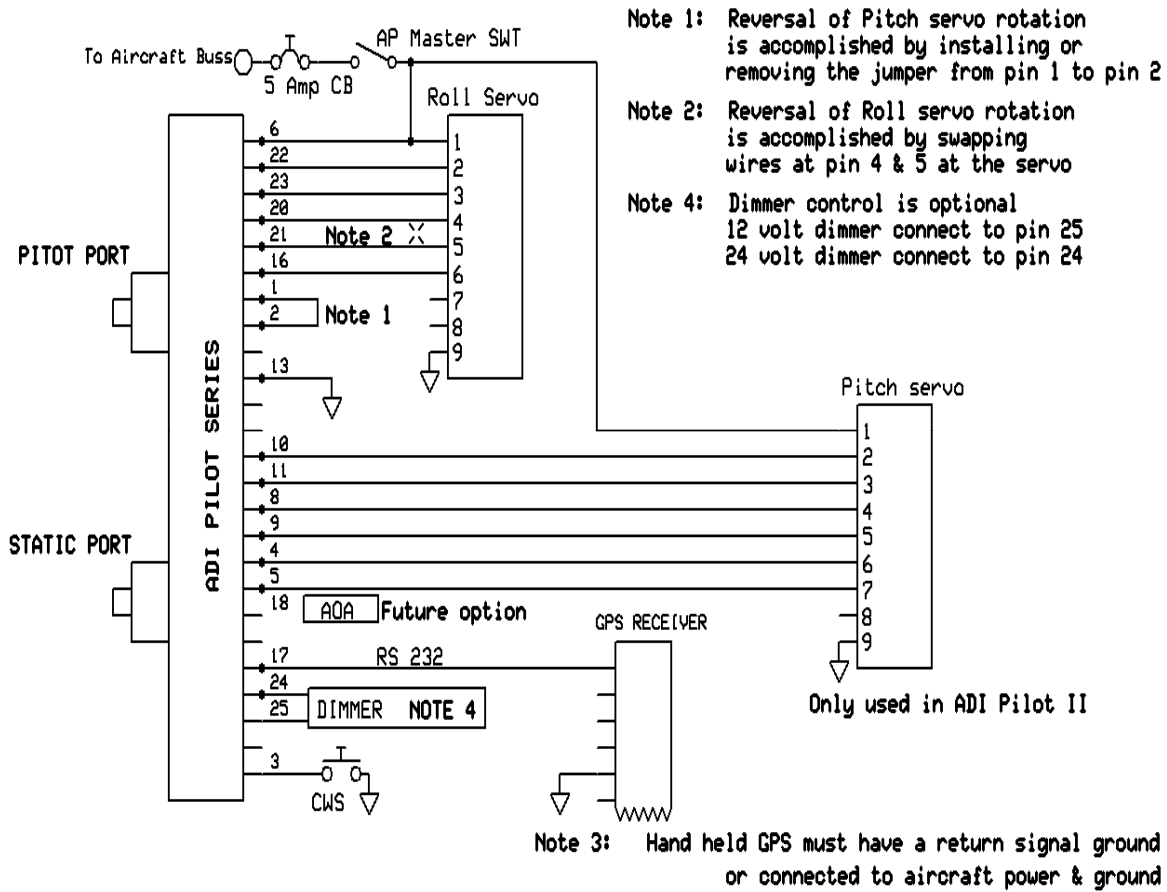 Note 1: Reversal of Pitch servo rotation
is accomplished by installing or
removing the jumper from pin 1 to pin 2
Note 2: Reversal of Roll servo rotation
is accomplished by swapping
wires at pin 4 & 5 at the servo
Note 4: Dimmer control is optional
12 volt dimmer connect to pin 25
24 volt dimmer connect to pin 24
To Aircraft Buss
5 Amp CB
AP Master SWT
Roll Servo
6
22
23
20
21
16
1
2
13
10
11
8
9
4
5
18
17
24
25
3
Note 2
Note 1
1
2
3
4
5
6
7
8
9
PITOT PORT
STATIC PORT
ADI PILOT SERIES
Pitch servo
1
2
3
4
5
6
7
8
9
Only used in ADI Pilot II
AOA Future option
GPS RECEIVER
RS 232
DIMMER NOTE 4
CWS
Note 3: Hand held GPS must have a return signal ground
or connected to aircraft power & ground